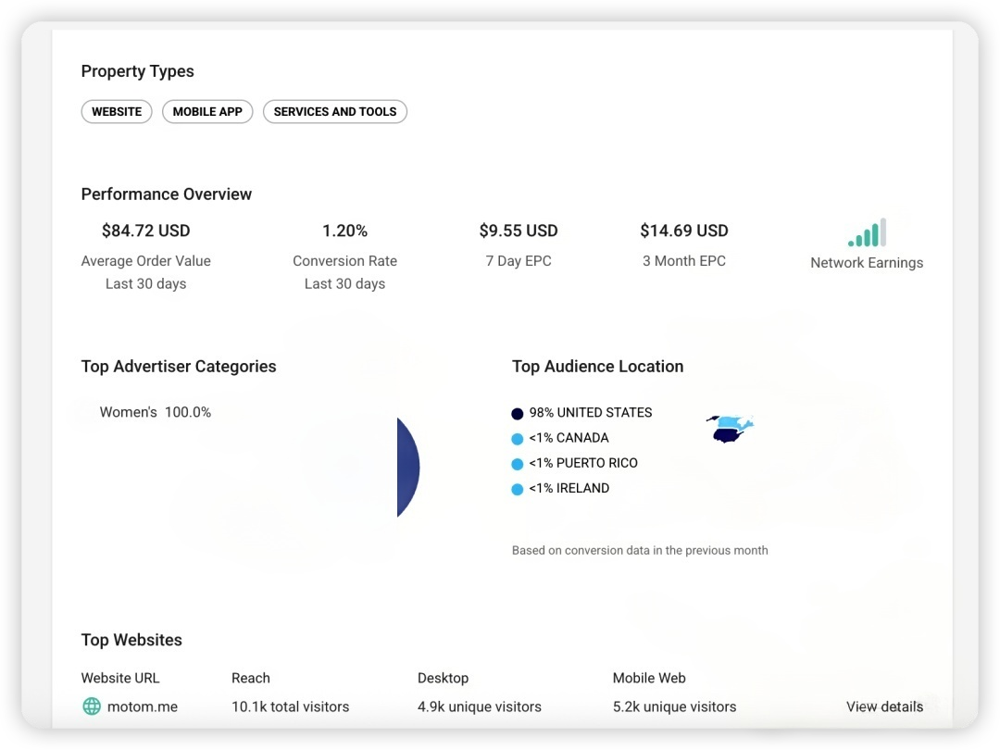 Property Types
WEBSITE MOBILE APP SERVICES AND TOOLS
Performance Overview
$84.72 USD 1.20% $9.55 USD $14.69 USD
Average Order Value Conversion Rate 7 Day EPC 3 Month EPC Network Earnings
Last 30 days Last 30 days
Top Advertiser Categories Top Audience Location
Women's 100.0% 98% UNITED STATES
<1% CANADA
<1% PUERTO RICO
<1% IRELAND
Based on conversion data in the previous month
Top Websites
Website URL Reach Desktop Mobile Web
motom.me 10.1k total visitors 4.9k unique visitors 5.2k unique visitors View details